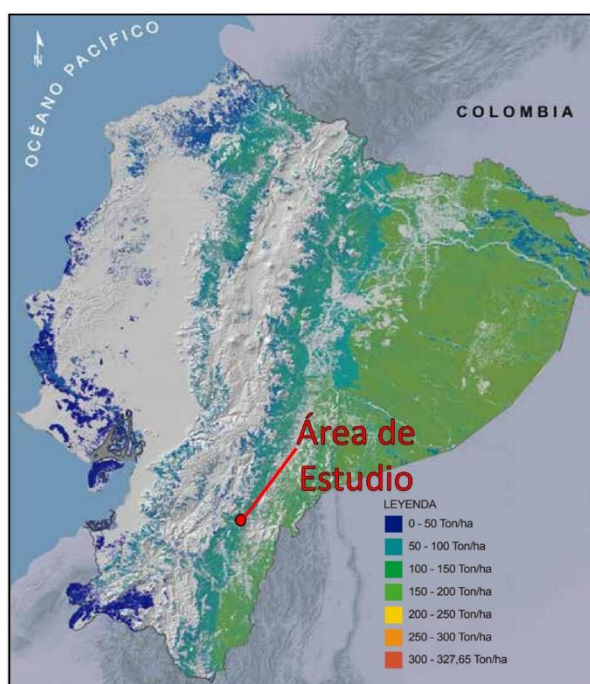 OCÉANO PACÍFICO
COLOMBIA
Área de
Estudio
LEYENDA
0 - 50 Ton/ha
50 - 100 Ton/ha
100 - 150 Ton/ha
150 - 200 Ton/ha
200 - 250 Ton/ha
250 - 300 Ton/ha
300 - 327,65 Ton/ha